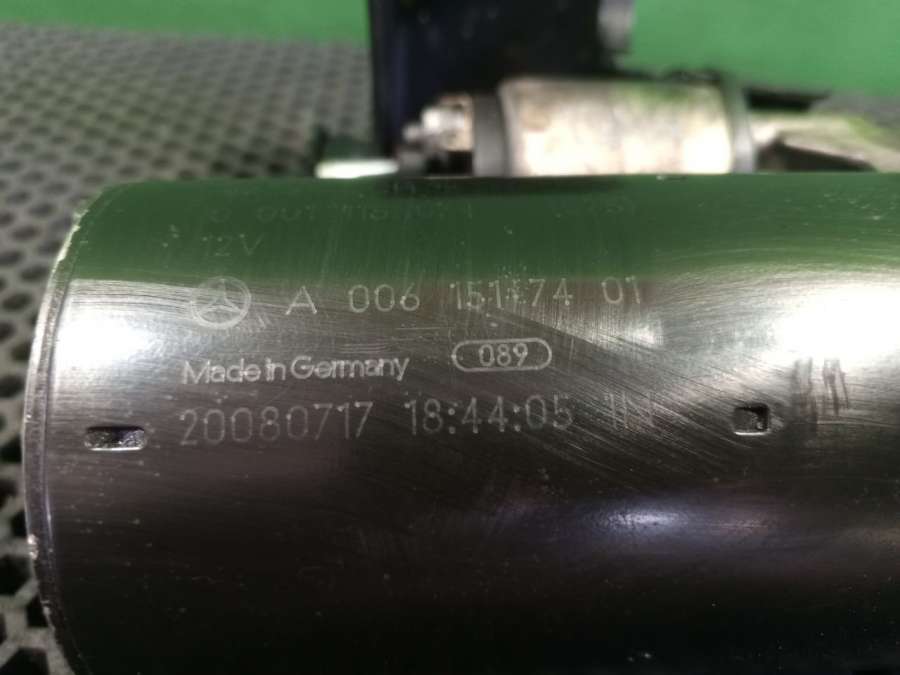 12V
A 006 151 74 01
Made in Germany 089
20080717 18:44:05